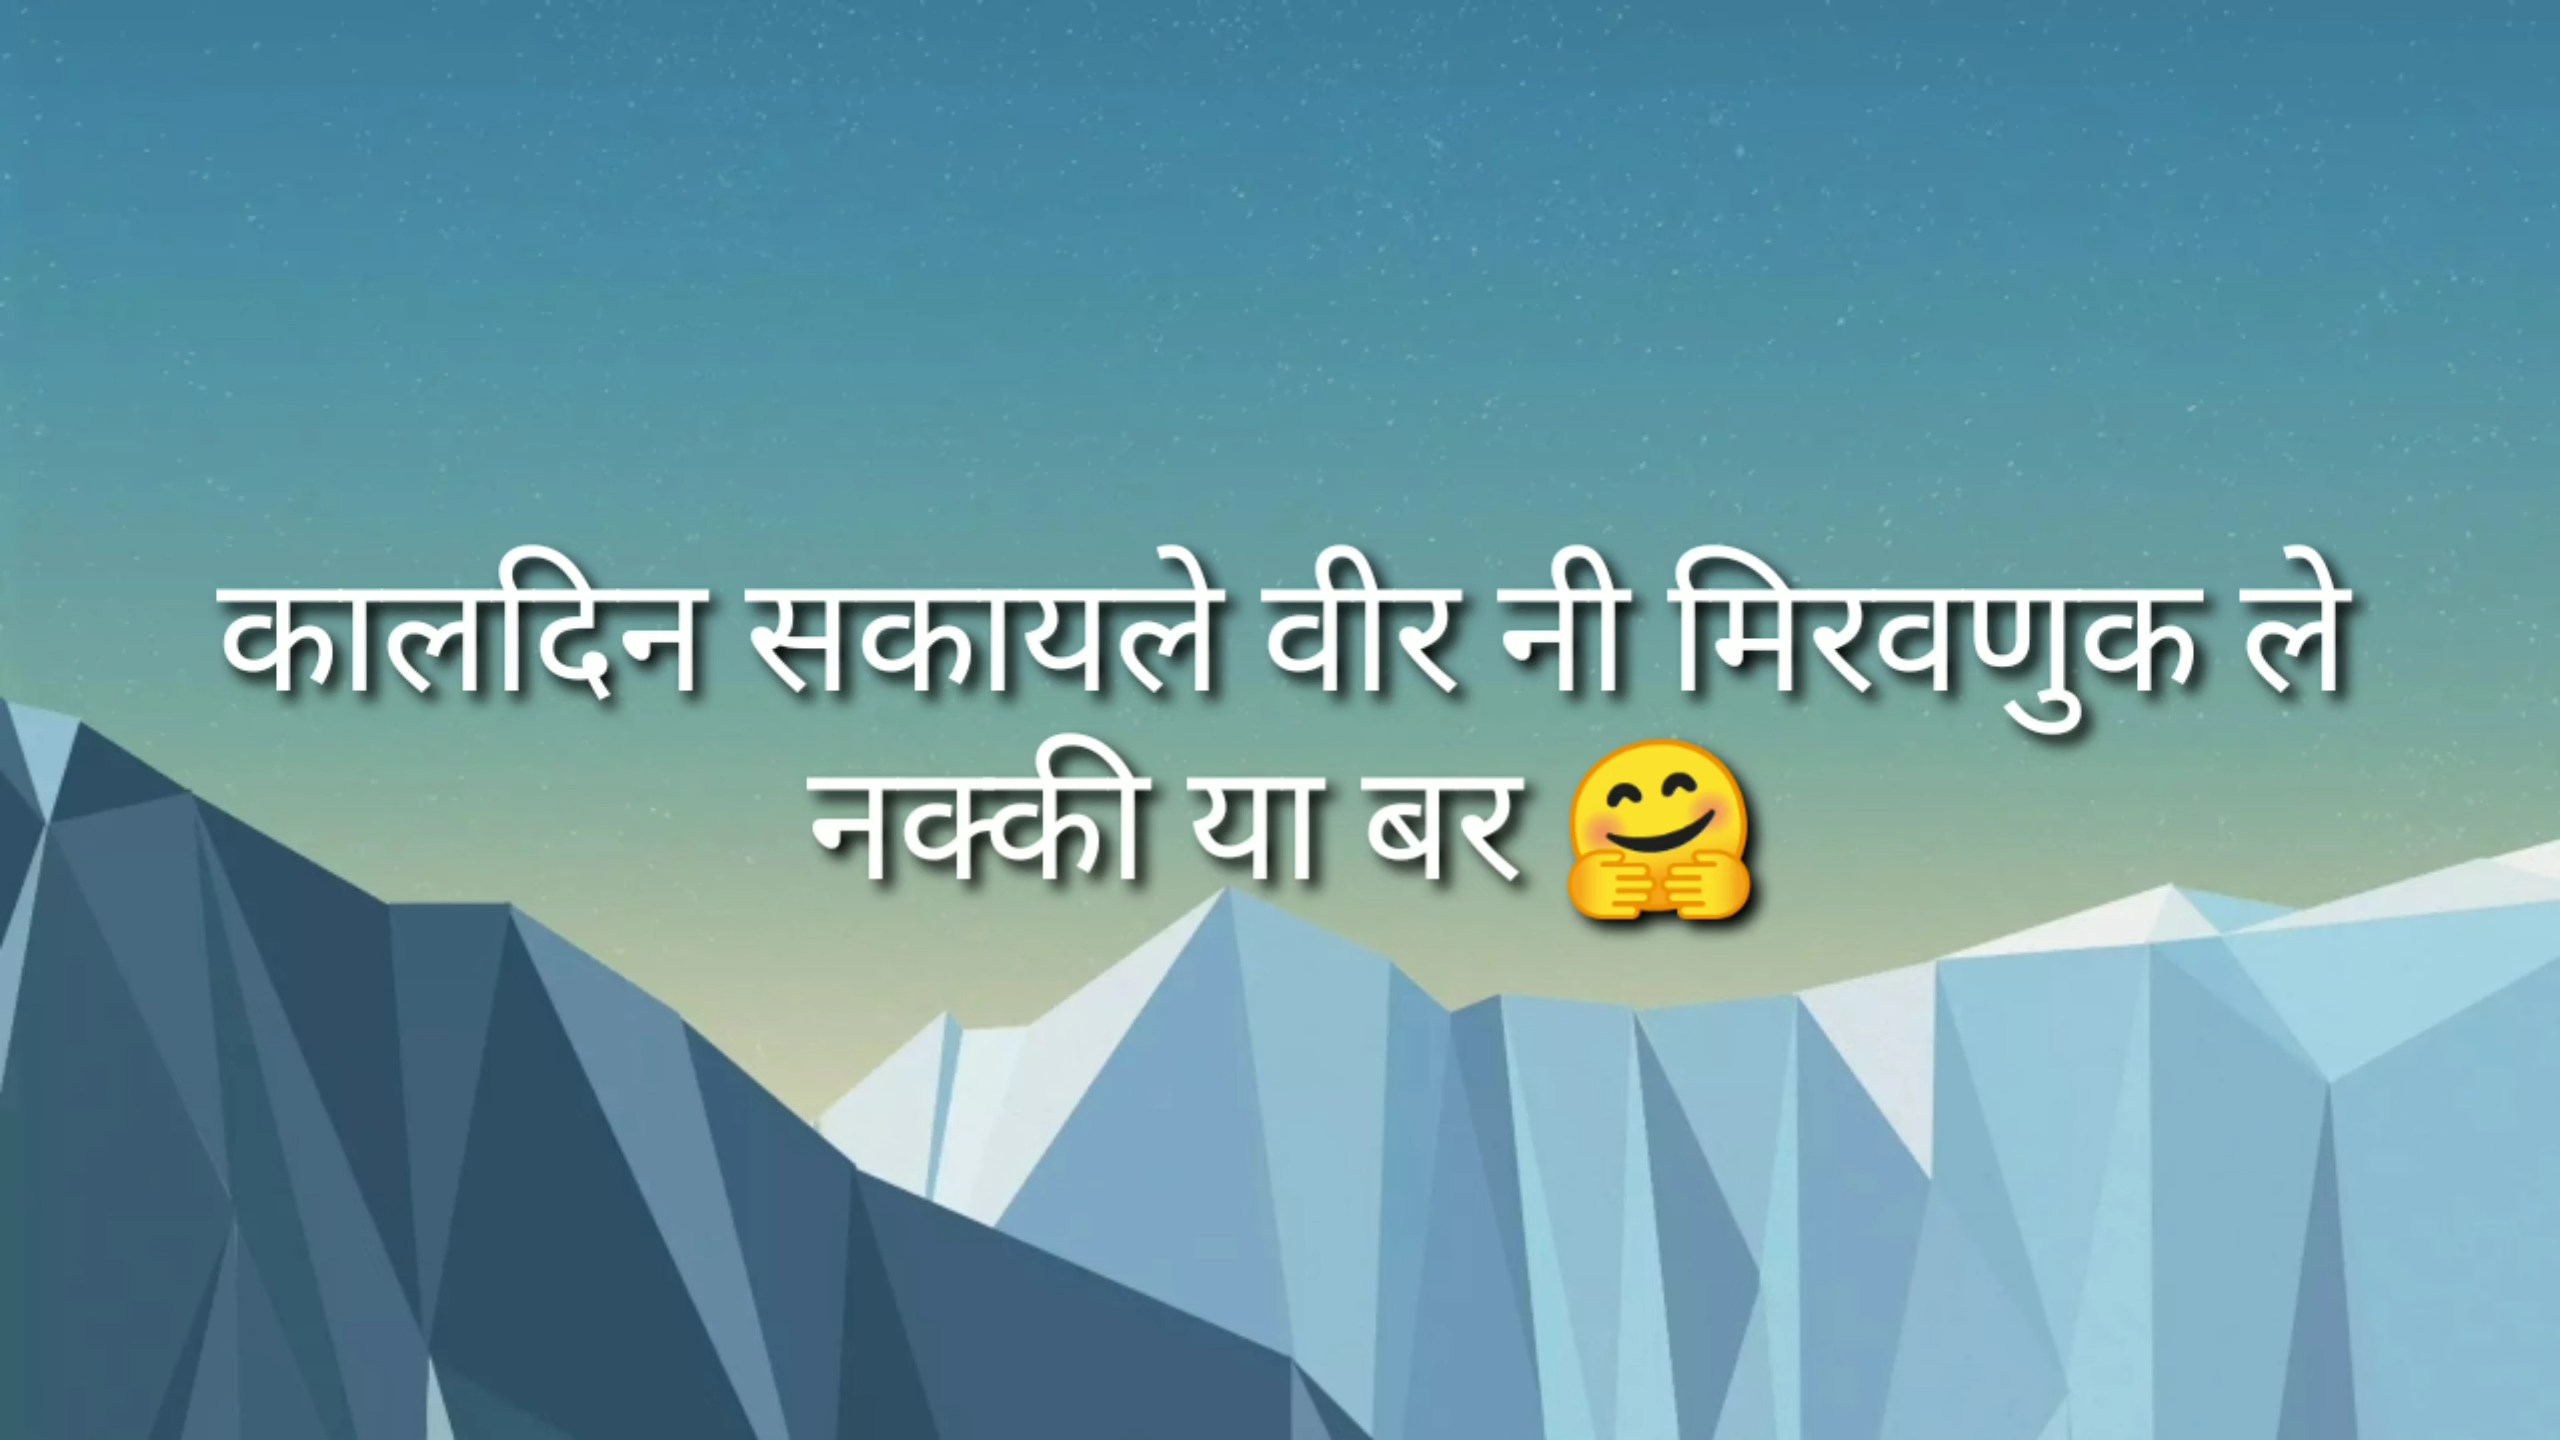 कालदिन सकायले वीर नी मिरवणुक ले
नक्की या बर 🤗